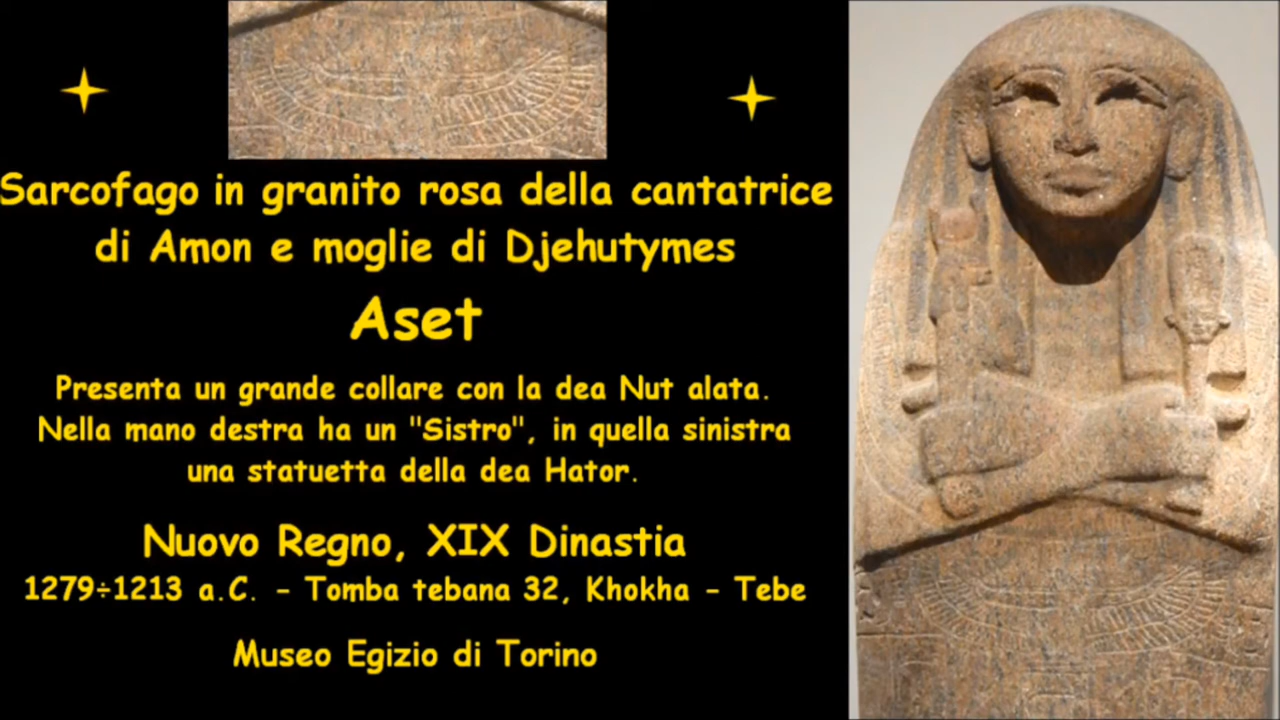 Sarcofago in granito rosa della cantatrice
di Amon e moglie di Djehutymes
Aset
Presenta un grande collare con la dea Nut alata.
Nella mano destra ha un "Sistro", in quella sinistra
una statuetta della dea Hator.
Nuovo Regno, XIX Dinastia
1279÷1213 a.C. - Tomba tebana 32, Khokha - Tebe
Museo Egizio di Torino